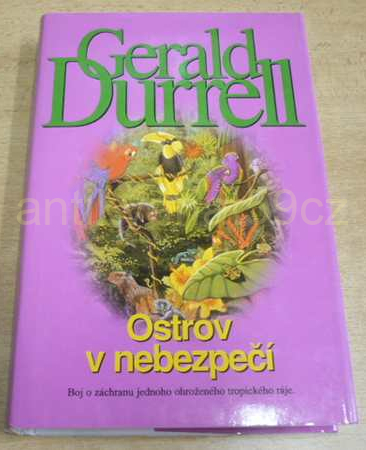 Gerald
Durrell
Ostrov
v nebezpečí
Boj o záchranu jednoho ohroženého tropického ráje.